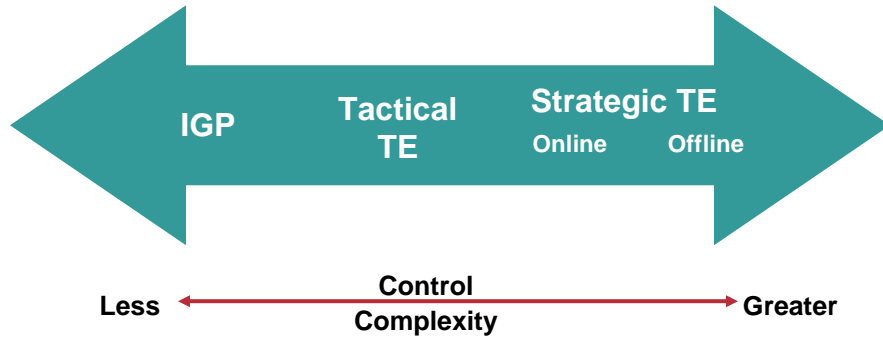 IGP
Tactical
TE
Strategic TE
Online Offline
Less
Control
Complexity
Greater